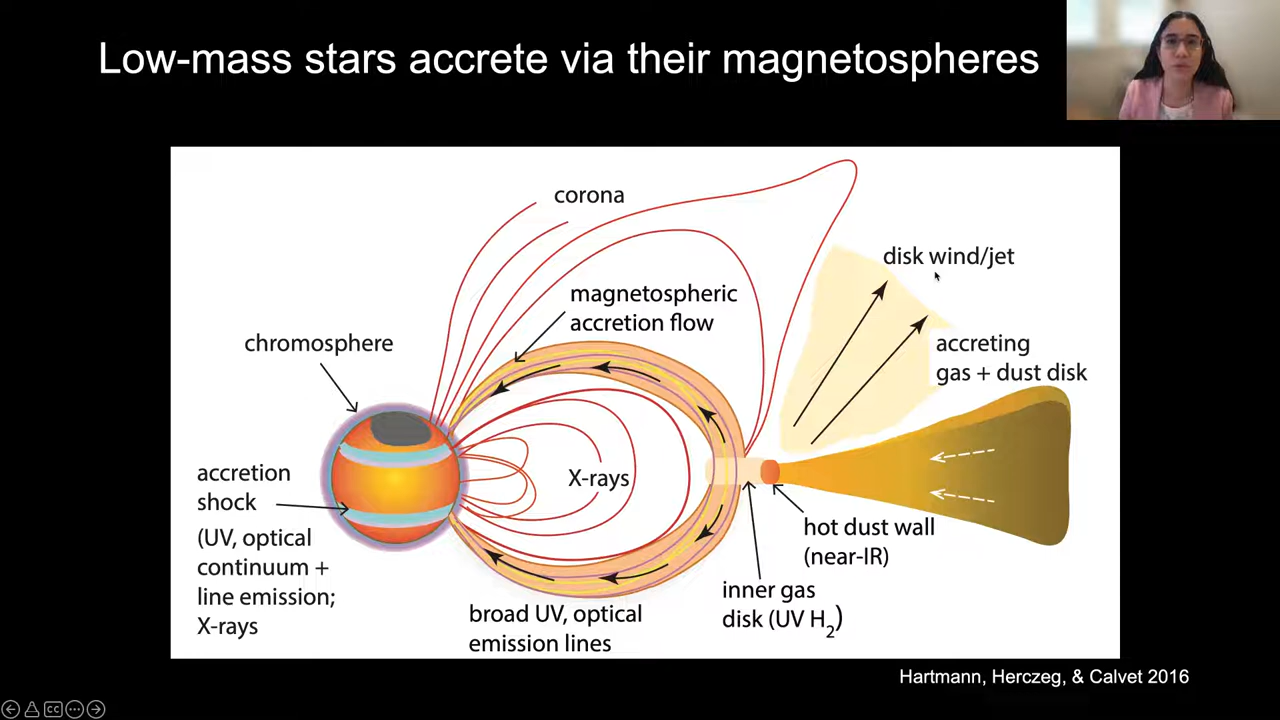 Low-mass stars accrete via their magnetospheres
corona
disk wind/jet
magnetospheric
accretion flow
chromosphere
accreting
gas + dust disk
accretion
shock
(UV, optical
continuum +
line emission;
X-rays
X-rays
hot dust wall
(near-IR)
inner gas
disk (UV H₂)
broad UV, optical
emission lines
Hartmann, Herczeg, & Calvet 2016
CC